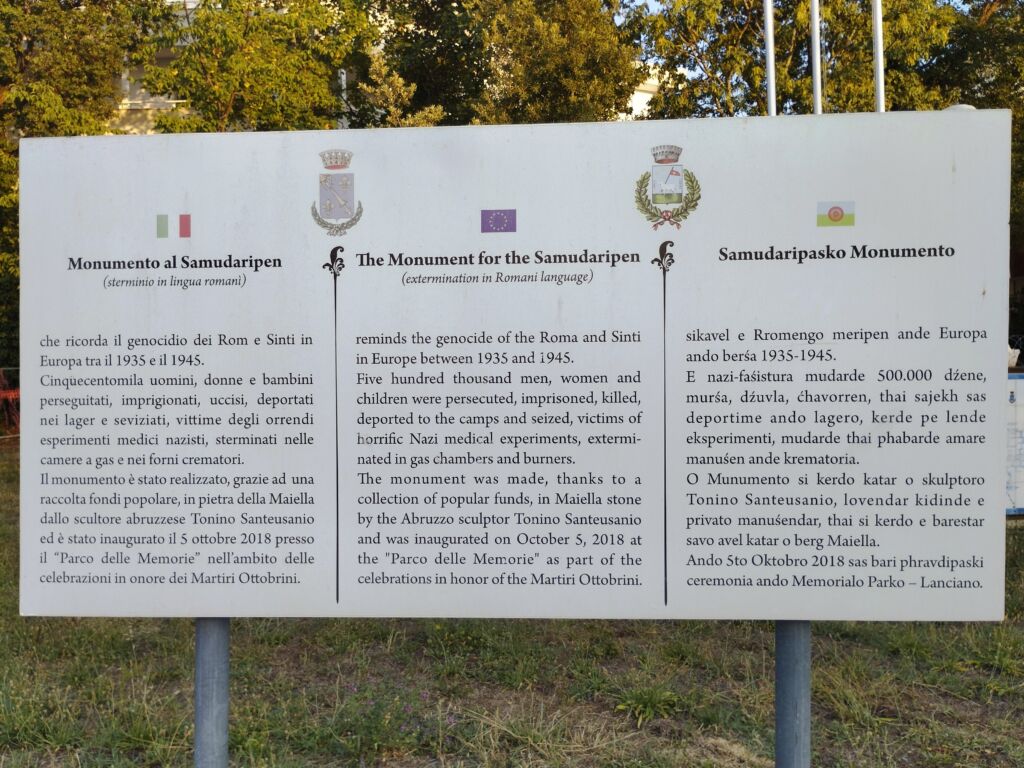 Monumento al Samudaripen
(sterminio in lingua romanì)
che ricorda il genocidio dei Rom e Sinti in
Europa tra il 1935 e il 1945.
Cinquecentomila uomini, donne e bambini
perseguitati, imprigionati, uccisi, deportati
nei lager e seviziati, vittime degli orrendi
esperimenti medici nazisti, sterminati nelle
camere a gas e nei forni crematori.
Il monumento è stato realizzato, grazie ad una
raccolta fondi popolare, in pietra della Maiella
dallo scultore abruzzese Tonino Santeusanio
ed è stato inaugurato il 5 ottobre 2018 presso
il “Parco delle Memorie” nell’ambito delle
celebrazioni in onore dei Martiri Ottobrini.
The Monument for the Samudaripen
(extermination in Romani language)
reminds the genocide of the Roma and Sinti
in Europe between 1935 and 1945.
Five hundred thousand men, women and
children were persecuted, imprisoned, killed,
deported to the camps and seized, victims of
horrific Nazi medical experiments, extermi-
nated in gas chambers and burners.
The monument was made, thanks to a
collection of popular funds, in Maiella stone
by the Abruzzo sculptor Tonino Santeusanio
and was inaugurated on October 5, 2018 at
the "Parco delle Memorie" as part of the
celebrations in honor of the Martiri Ottobrini.
Samudaripasko Monumento
sikavel e Rromengo meripen ande Europa
ando berśa 1935-1945.
E nazi-faśistura mudarde 500.000 dźene,
murśa, dźuvla, ćhavorren, thai sajekh sas
deportime ando lagero, kerde pe lende
eksperimenti, mudarde thai phabarde amare
manuśen ande krematoria.
O Munumento si kerdo katar o skulptoro
Tonino Santeusanio, lovendar kidinde e
privato manuśendar, thai si kerdo e barestar
savo avel katar o berg Maiella.
Ando 5to Oktobro 2018 sas bari phravdipaski
ceremonia ando Memorialo Parko – Lanciano.